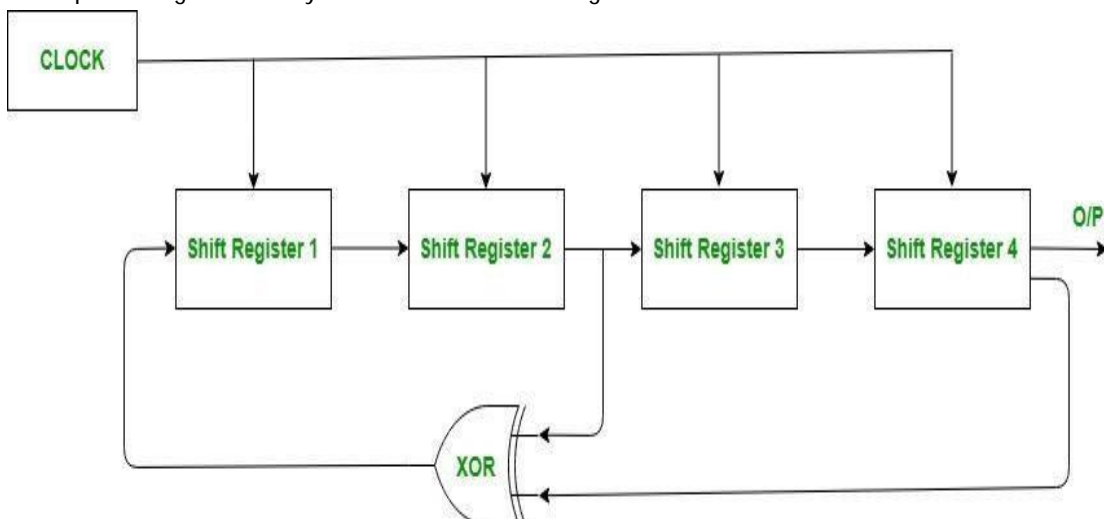 CLOCK
O/P
Shift Register 1
Shift Register 2
Shift Register 3
Shift Register 4
XOR